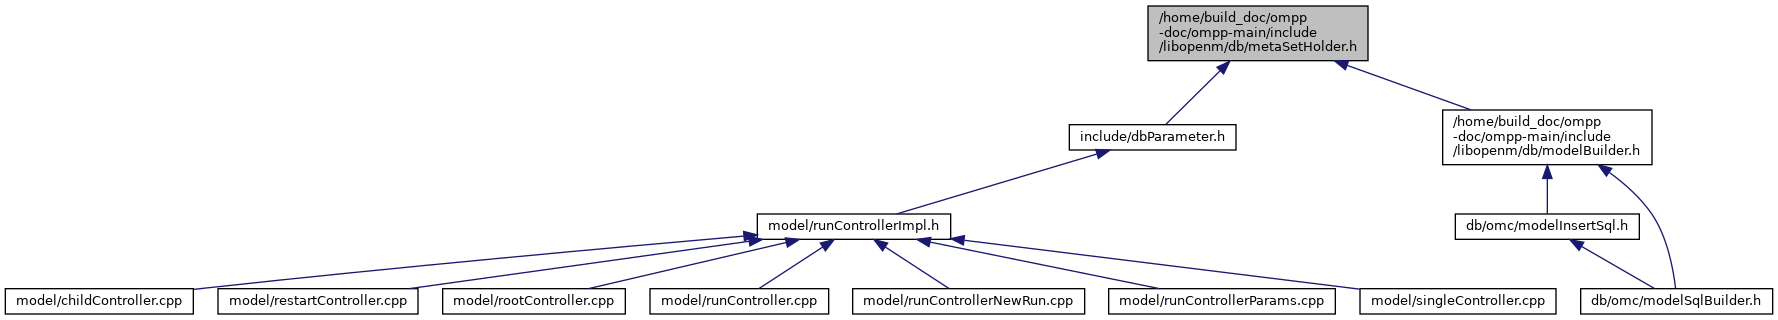 /home/build_doc/ompp
-doc/ompp-main/include
/libopenm/db/metaSetHolder.h
include/dbParameter.h
/home/build_doc/ompp
-doc/ompp-main/include
/libopenm/db/modelBuilder.h
model/runControllerImpl.h
db/omc/modelInsertSql.h
model/childController.cpp
model/restartController.cpp
model/rootController.cpp
model/runController.cpp
model/runControllerNewRun.cpp
model/runControllerParams.cpp
model/singleController.cpp
db/omc/modelSqlBuilder.h